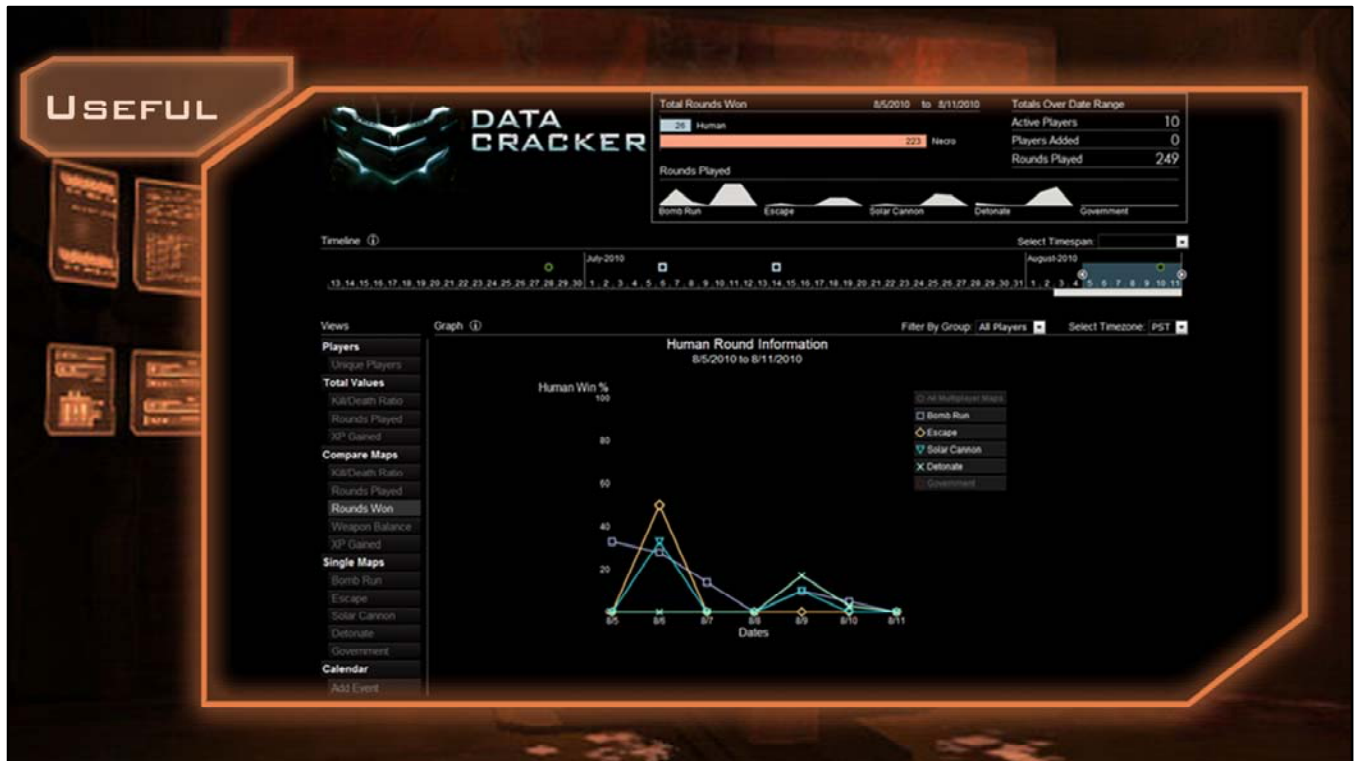 USEFUL
DATA
CRACKER
Total Rounds Won 8/5/2010 to 8/11/2010
26 Human
223 Necro
Rounds Played
Bomb Run Escape Solar Cannon Detonate Government
Totals Over Date Range
Active Players 10
Players Added 0
Rounds Played 249
Timeline
Select Timespan:
July-2010 August-2010
13 14 15 16 17 18 19 20 21 22 23 24 25 26 27 28 29 30 1 2 3 4 5 6 7 8 9 10 11 12 13 14 15 16 17 18 19 20 21 22 23 24 25 26 27 28 29 30 31 1 2 3 4 5 6 7 8 9 10 11
Views
Players
Unique Players
Total Values
Kill/Death Ratio
Rounds Played
XP Gained
Compare Maps
Kill/Death Ratio
Rounds Played
Rounds Won
Weapon Balance
XP Gained
Single Maps
Bomb Run
Escape
Solar Cannon
Detonate
Government
Calendar
Add Event
Graph
Filter By Group: All Players
Select Timezone: PST
Human Round Information
8/5/2010 to 8/11/2010
Human Win %
100
80
60
40
20
8/5 8/6 8/7 8/8 8/9 8/10 8/11
Dates
All Multiplayer Maps
Bomb Run
Escape
Solar Cannon
Detonate
Government